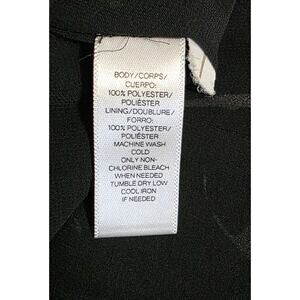 BODY/CORPS/
CUERPO:
100% POLYESTER/
POLIÉSTER
LINING/DOUBLURE/
FORRO:
100% POLYESTER/
POLIÉSTER
MACHINE WASH
COLD
ONLY NON-
CHLORINE BLEACH
WHEN NEEDED
TUMBLE DRY LOW
COOL IRON
IF NEEDED